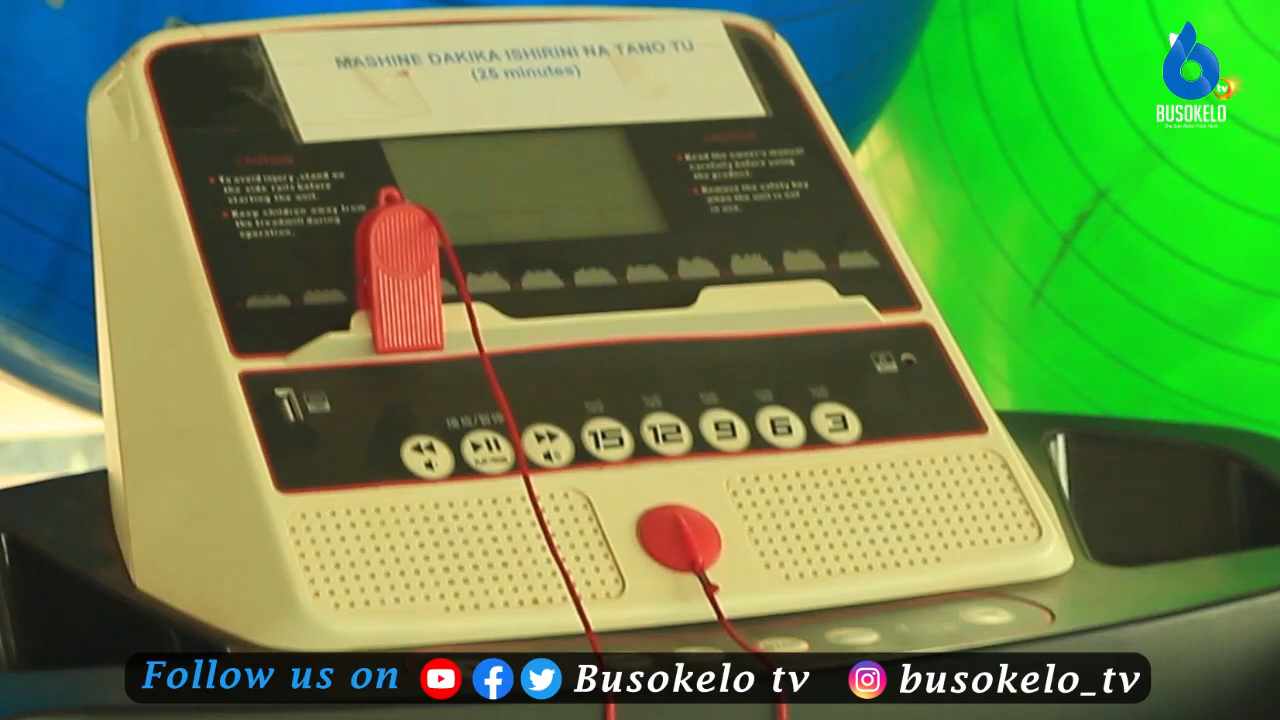 MASHINE DAKIKA ISHIRINI NA TANO TU
(25 minutes)
tv
BUSOKELO
CAUTION
To avoid injury, stand on
the side rails before
starting the unit.
Keep children away from
the treadmill during
operation.
Read the owner's manual
carefully before using
the product.
Remove the safety key
when the unit is not
in use.
15
12
9
6
3
Follow us on
Busokelo tv
busokelo_tv